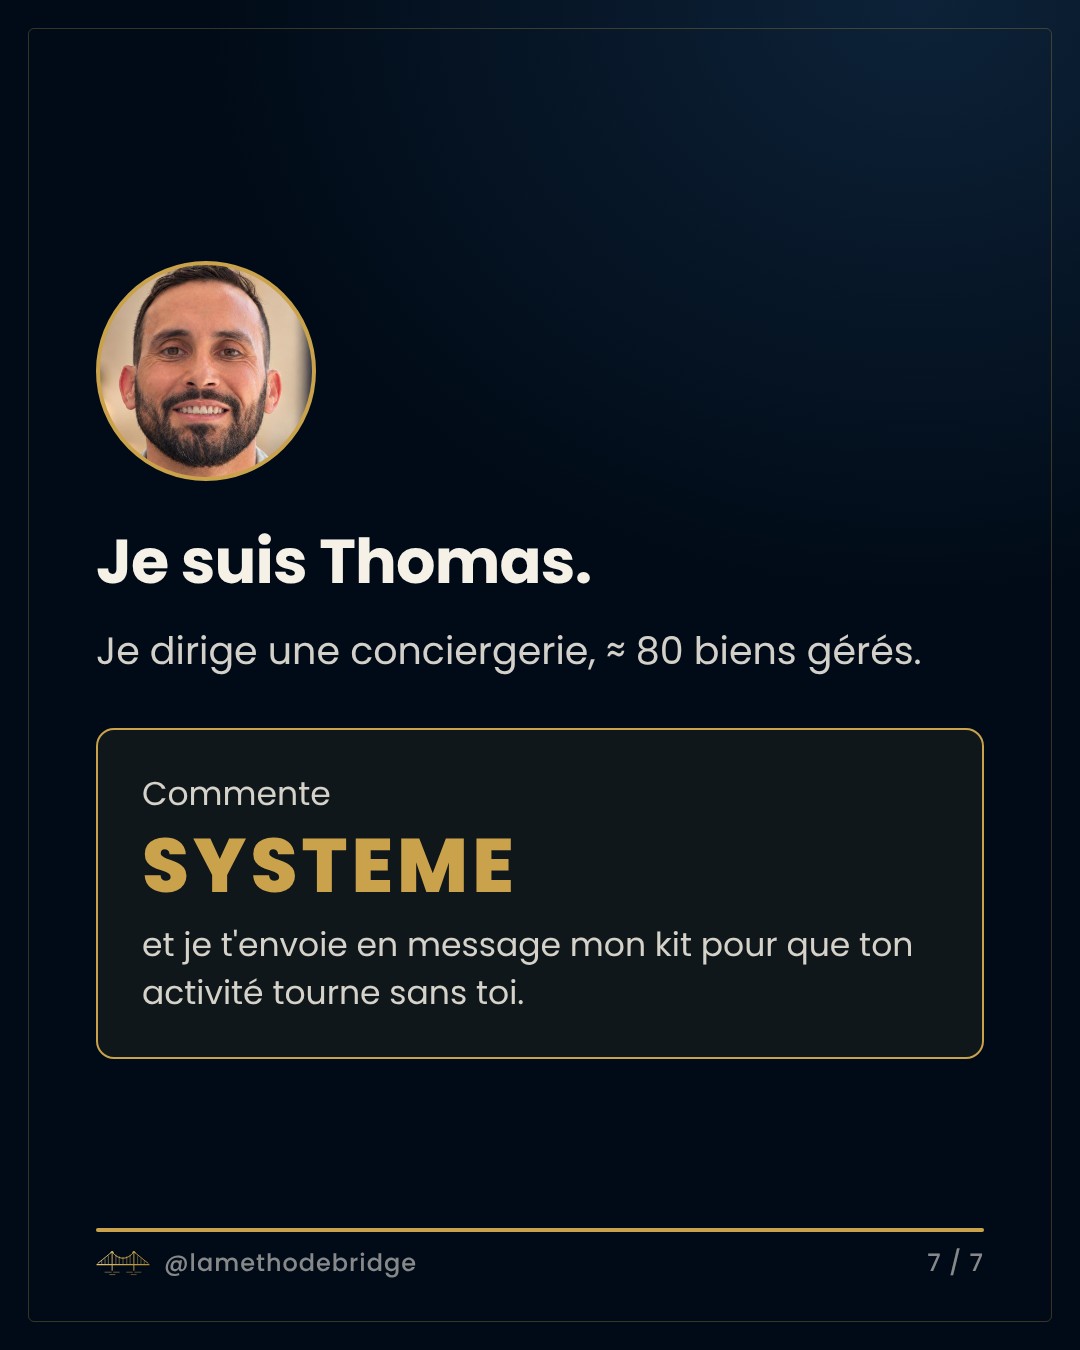 Je suis Thomas.
Je dirige une conciergerie, ≈ 80 biens gérés.
Commente
SYSTEME
et je t'envoie en message mon kit pour que ton
activité tourne sans toi.
@lamethodebridge
7 / 7